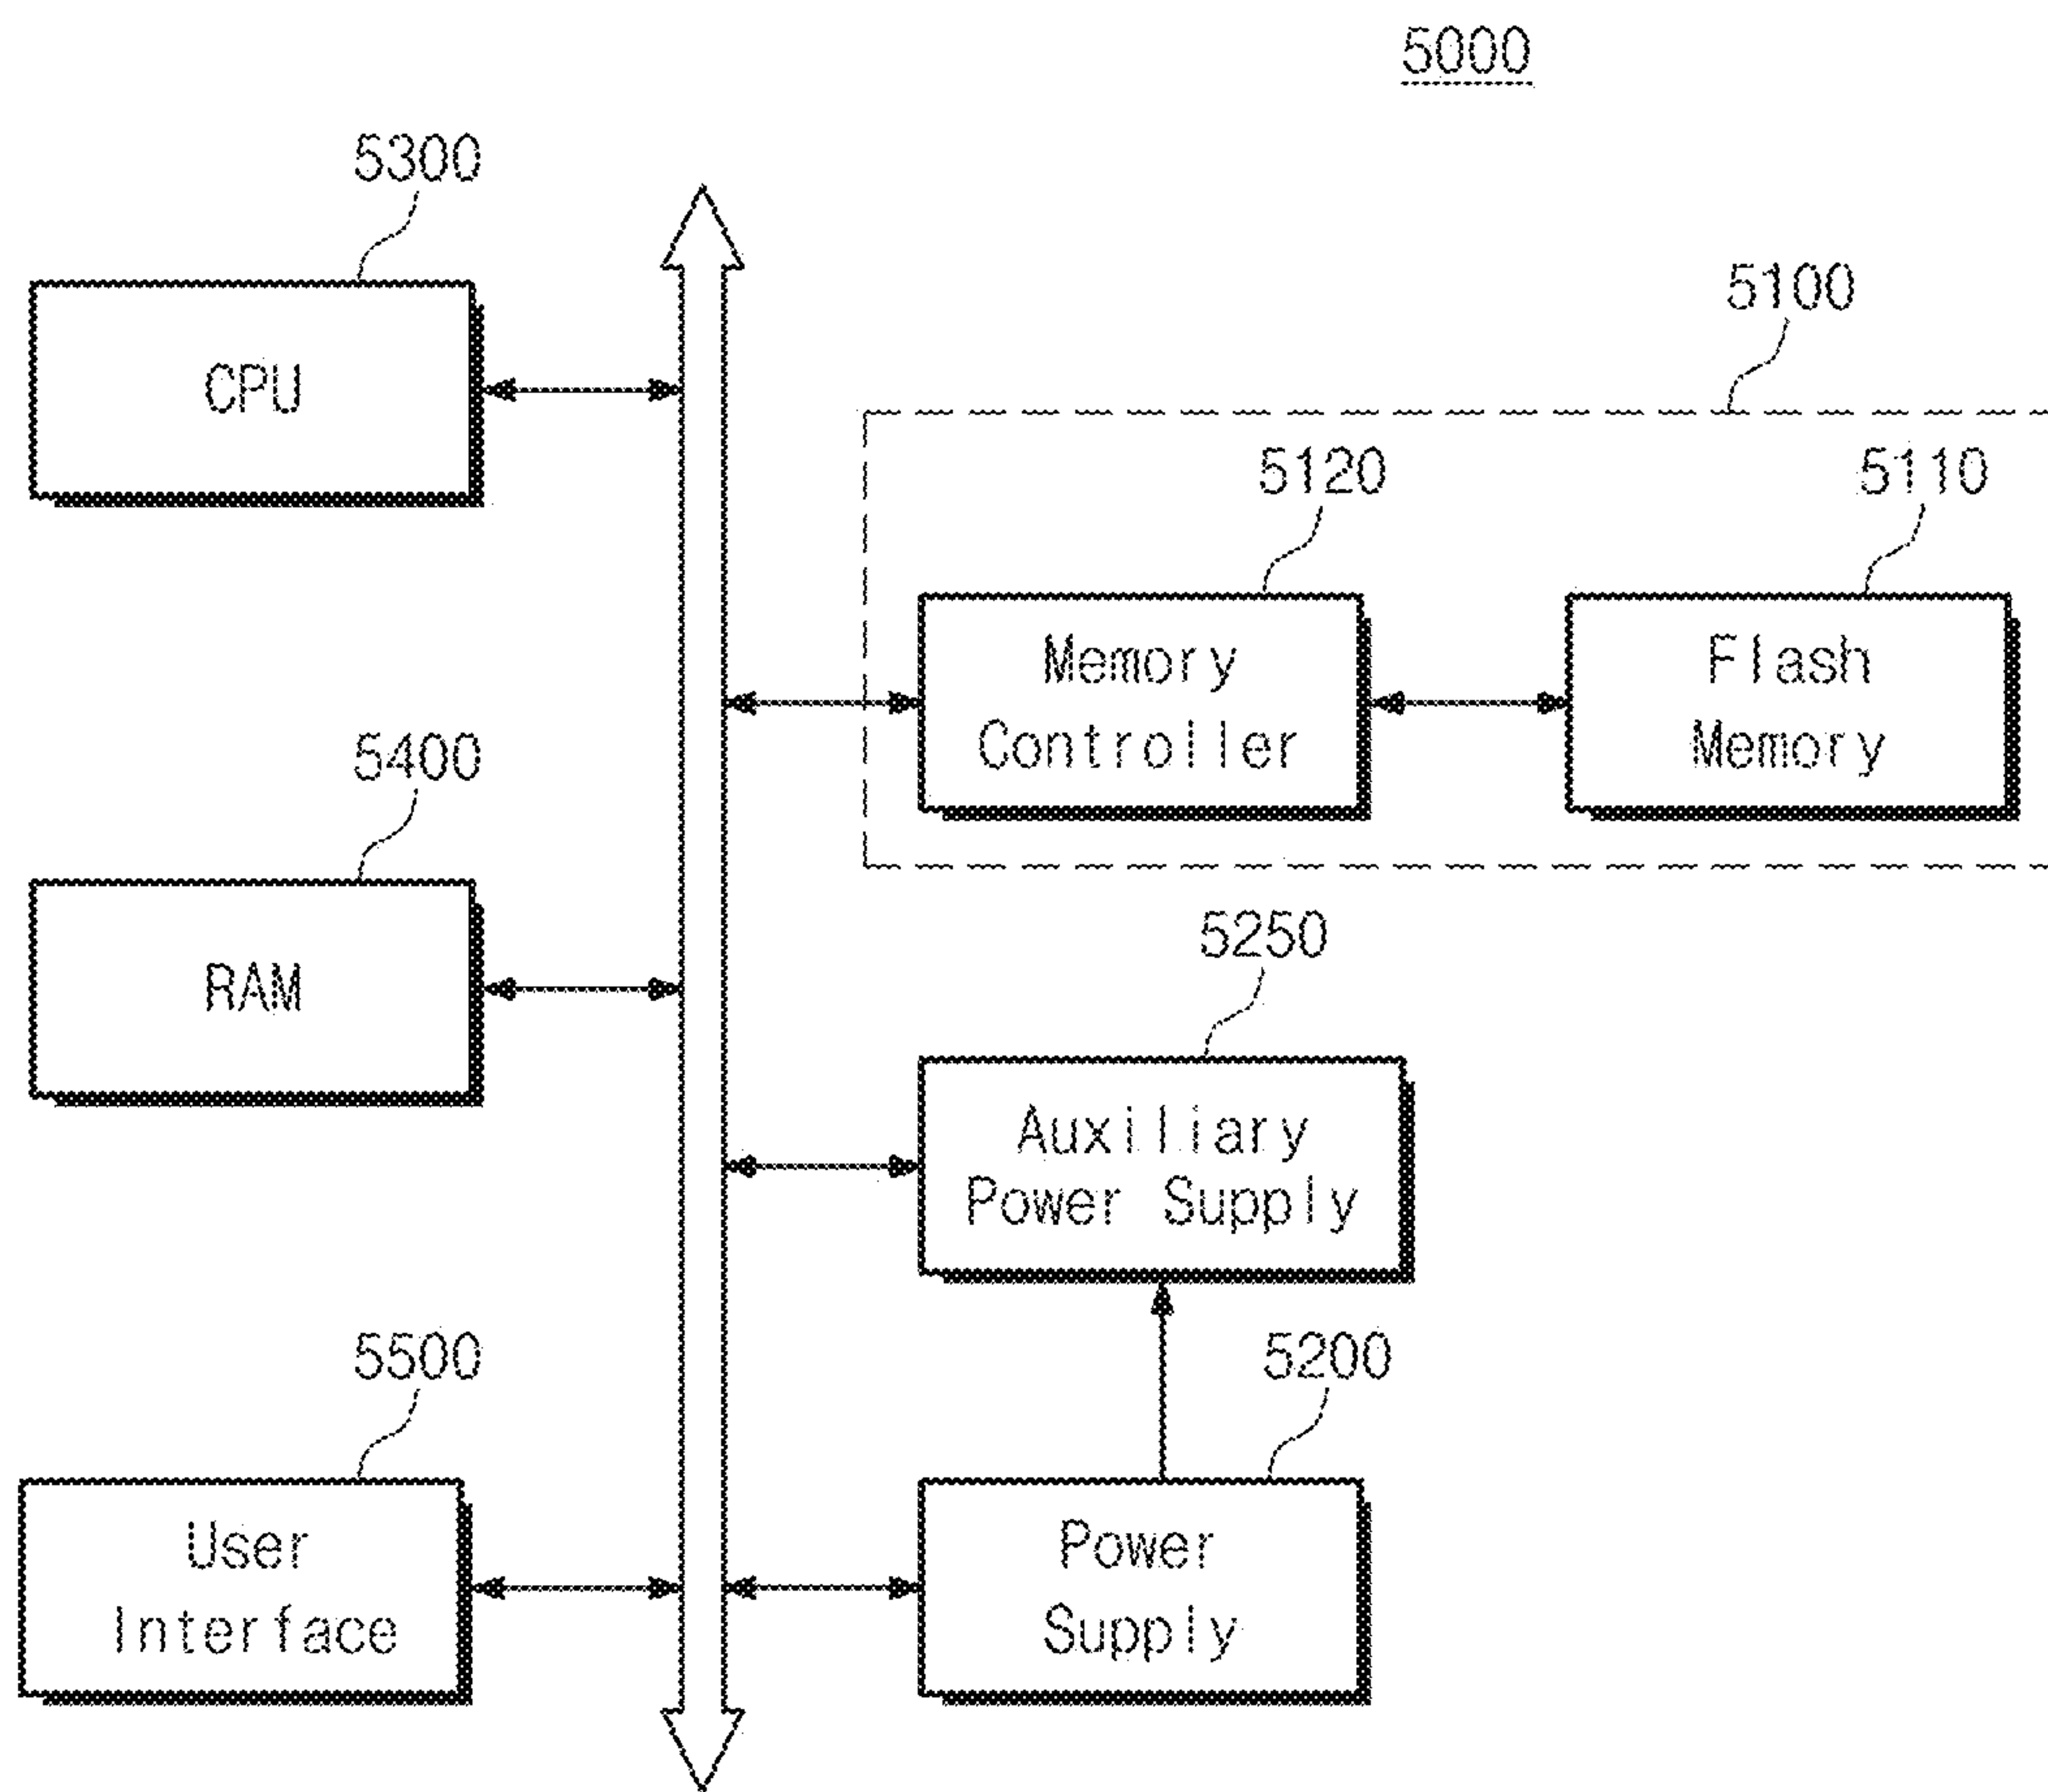 5000
5300
CPU
5100
5120
5110
Memory
Controller
Flash
Memory
5400
RAM
5250
Auxiliary
Power Supply
5500
User
Interface
5200
Power
Supply